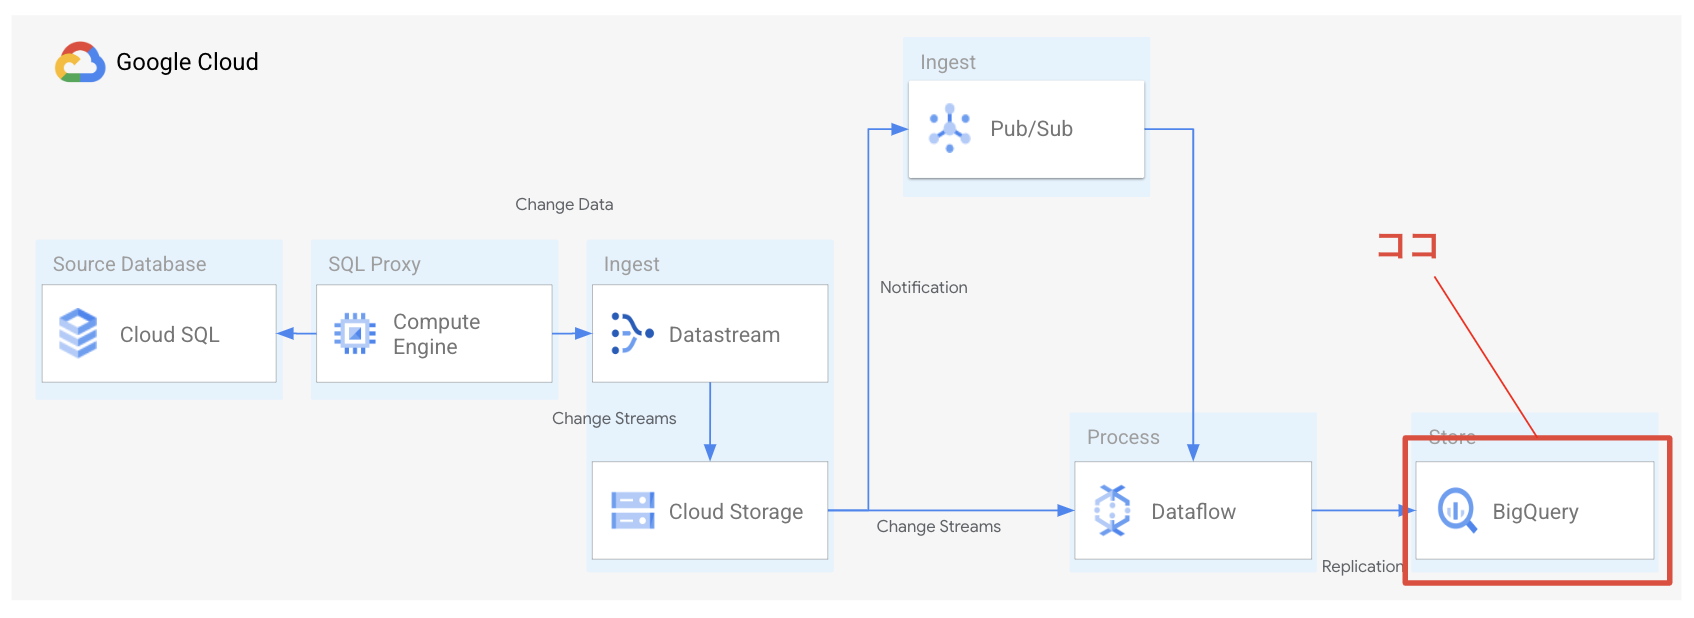 Google Cloud
Ingest
Pub/Sub
Change Data
ココ
Source Database
SQL Proxy
Ingest
Cloud SQL
Compute
Engine
Datastream
Notification
Change Streams
Process
Store
Cloud Storage
Change Streams
Dataflow
BigQuery
Replication